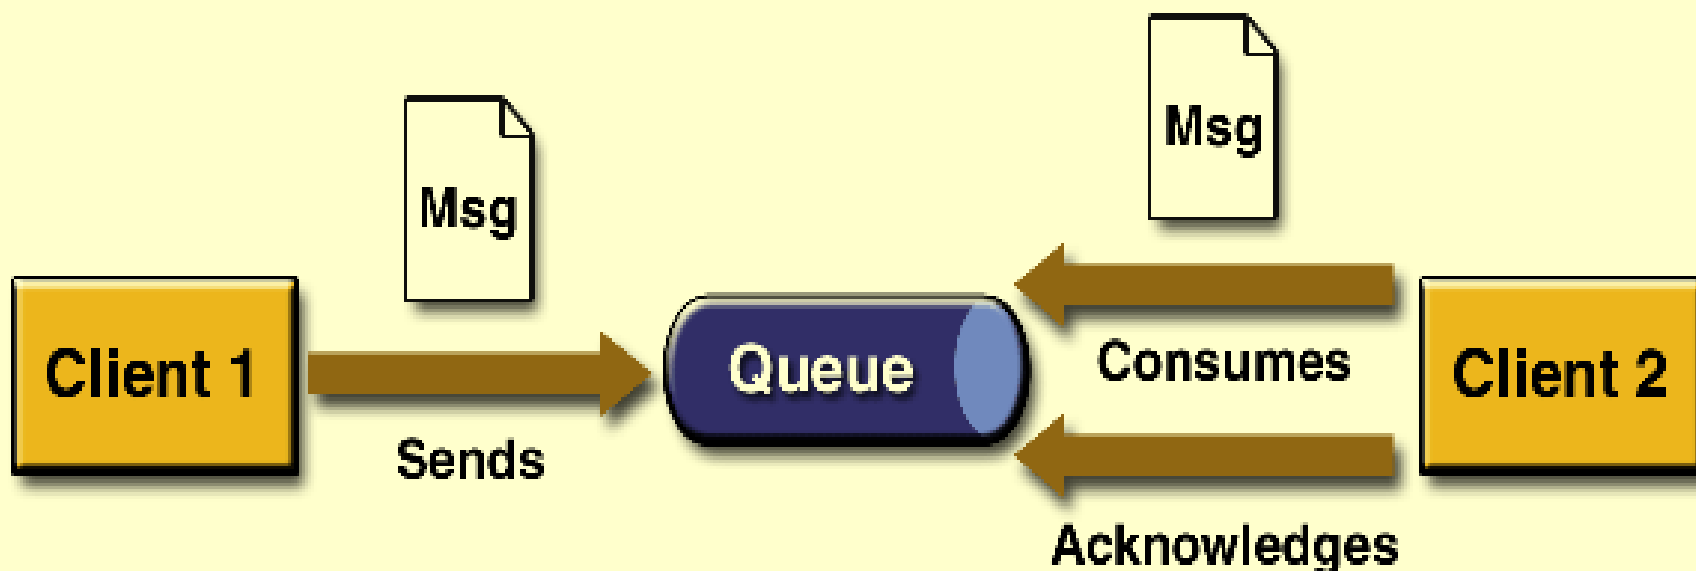 Msg
Msg
Client 1
Queue
Consumes
Client 2
Sends
Acknowledges